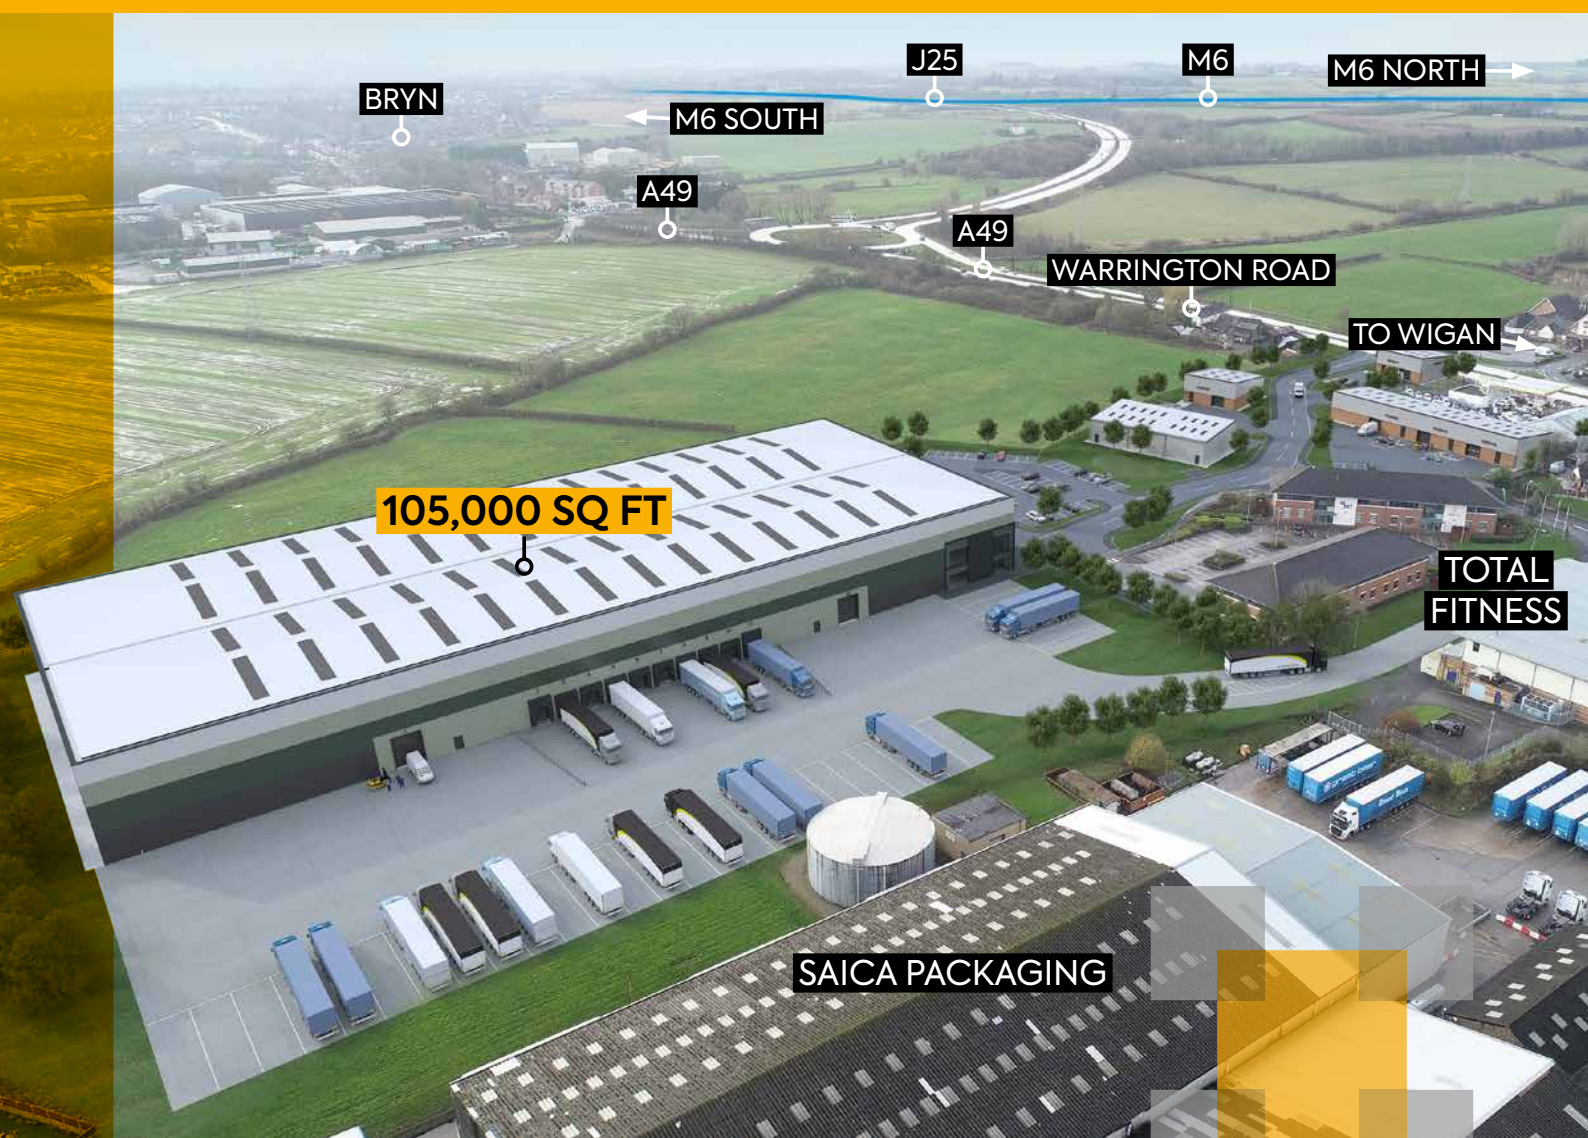 J25
M6
M6 NORTH
BRYN
M6 SOUTH
A49
A49
WARRINGTON ROAD
TO WIGAN
105,000 SQ FT
TOTAL
FITNESS
SAICA PACKAGING